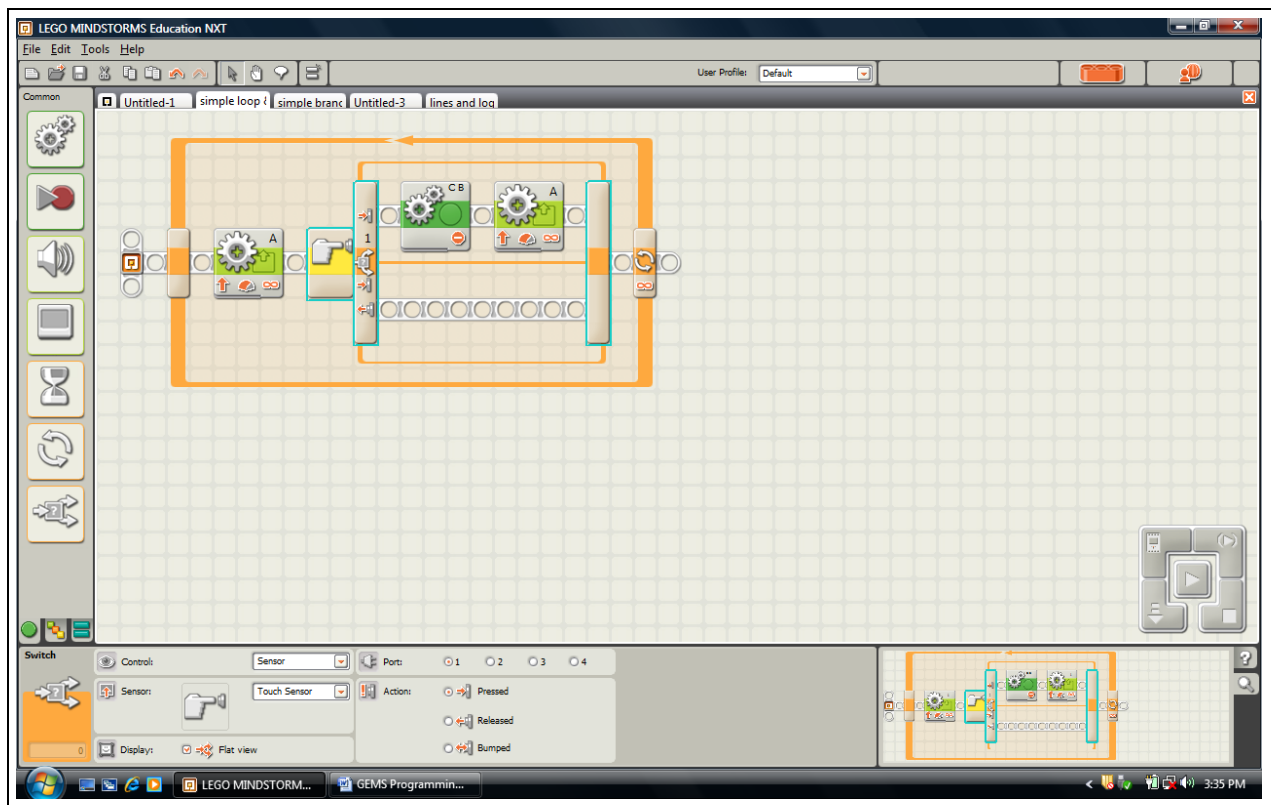 LEGO MINDSTORMS Education NXT
File Edit Tools Help
User Profile: Default
Common
Untitled-1 simple loop & simple branc Untitled-3 lines and log
C B A
A
1
Switch
Control: Sensor Port: 1 2 3 4
Sensor: Touch Sensor Action: Pressed
Released
0 Display: Flat view Bumped
LEGO MINDSTORM... GEMS Programmin... 3:35 PM